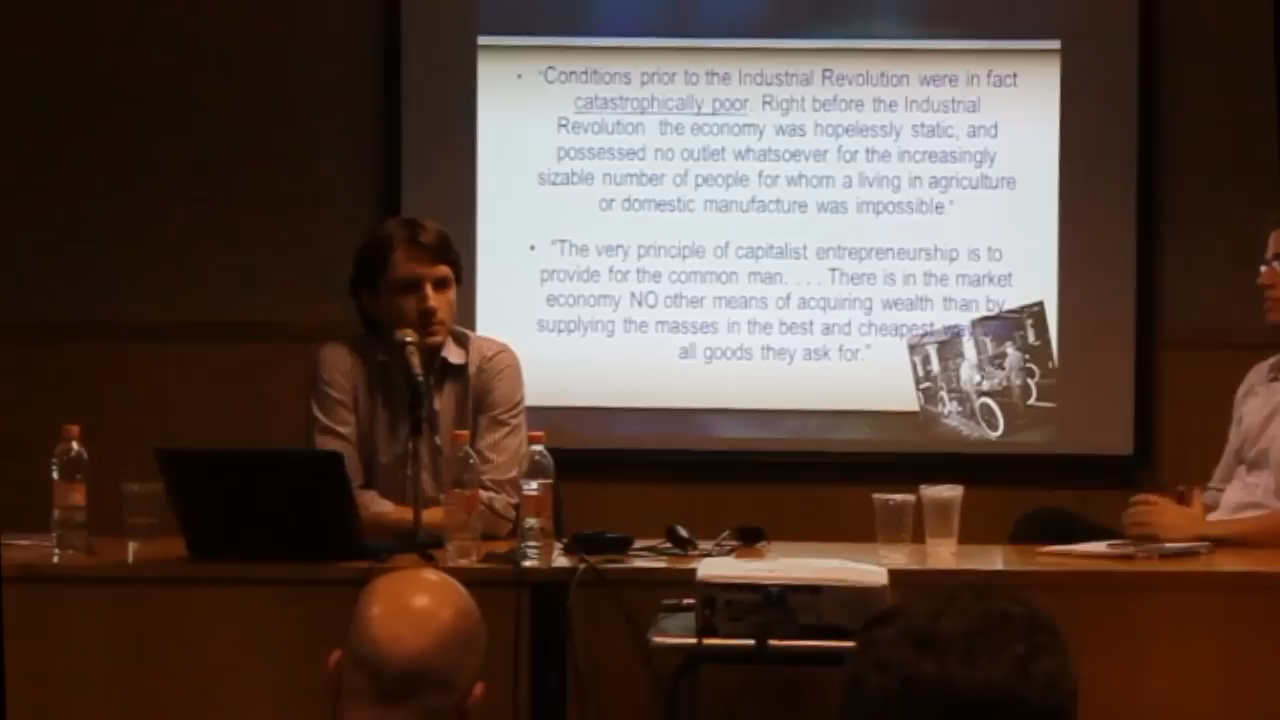 • "Conditions prior to the Industrial Revolution were in fact
catastrophically poor. Right before the Industrial
Revolution the economy was hopelessly static, and
possessed no outlet whatsoever for the increasingly
sizable number of people for whom a living in agriculture
or domestic manufacture was impossible."
• "The very principle of capitalist entrepreneurship is to
provide for the common man. . . . There is in the market
economy NO other means of acquiring wealth than by
supplying the masses in the best and cheapest
all goods they ask for."